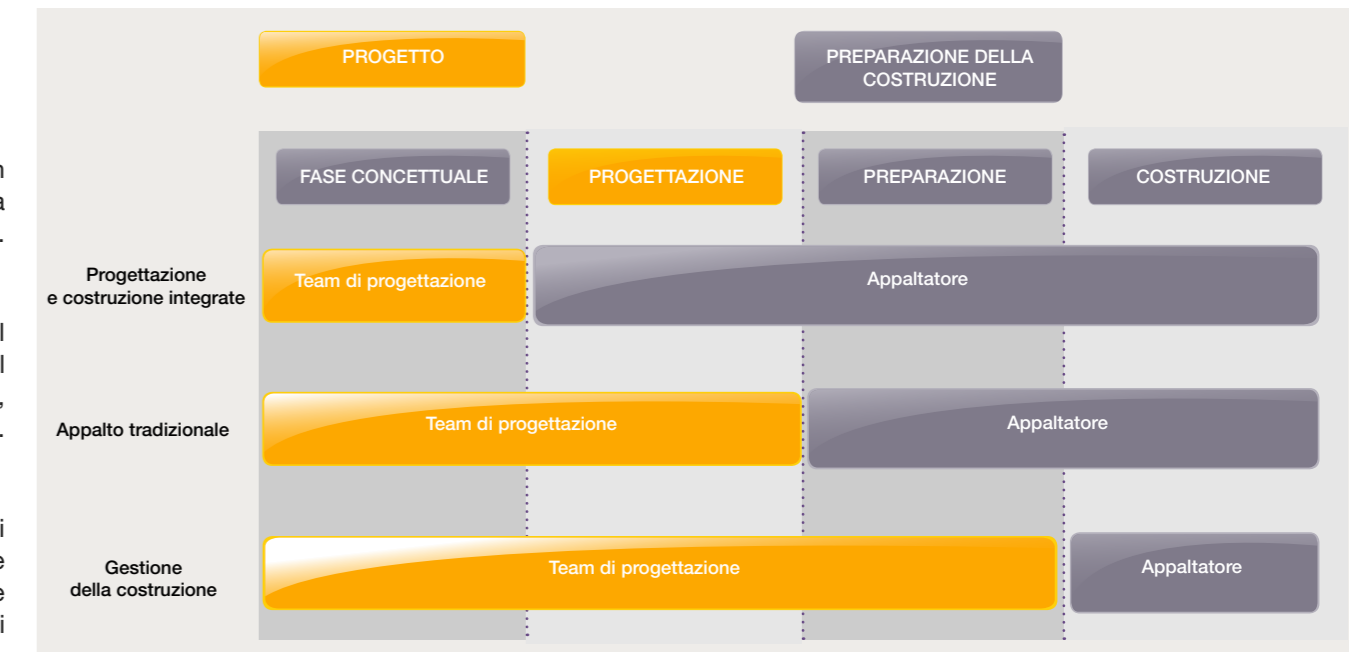 PROGETTO
PREPARAZIONE DELLA
COSTRUZIONE
FASE CONCETTUALE
PROGETTAZIONE
PREPARAZIONE
COSTRUZIONE
Progettazione
e costruzione integrate
Team di progettazione
Appaltatore
Appalto tradizionale
Team di progettazione
Appaltatore
Gestione
della costruzione
Team di progettazione
Appaltatore